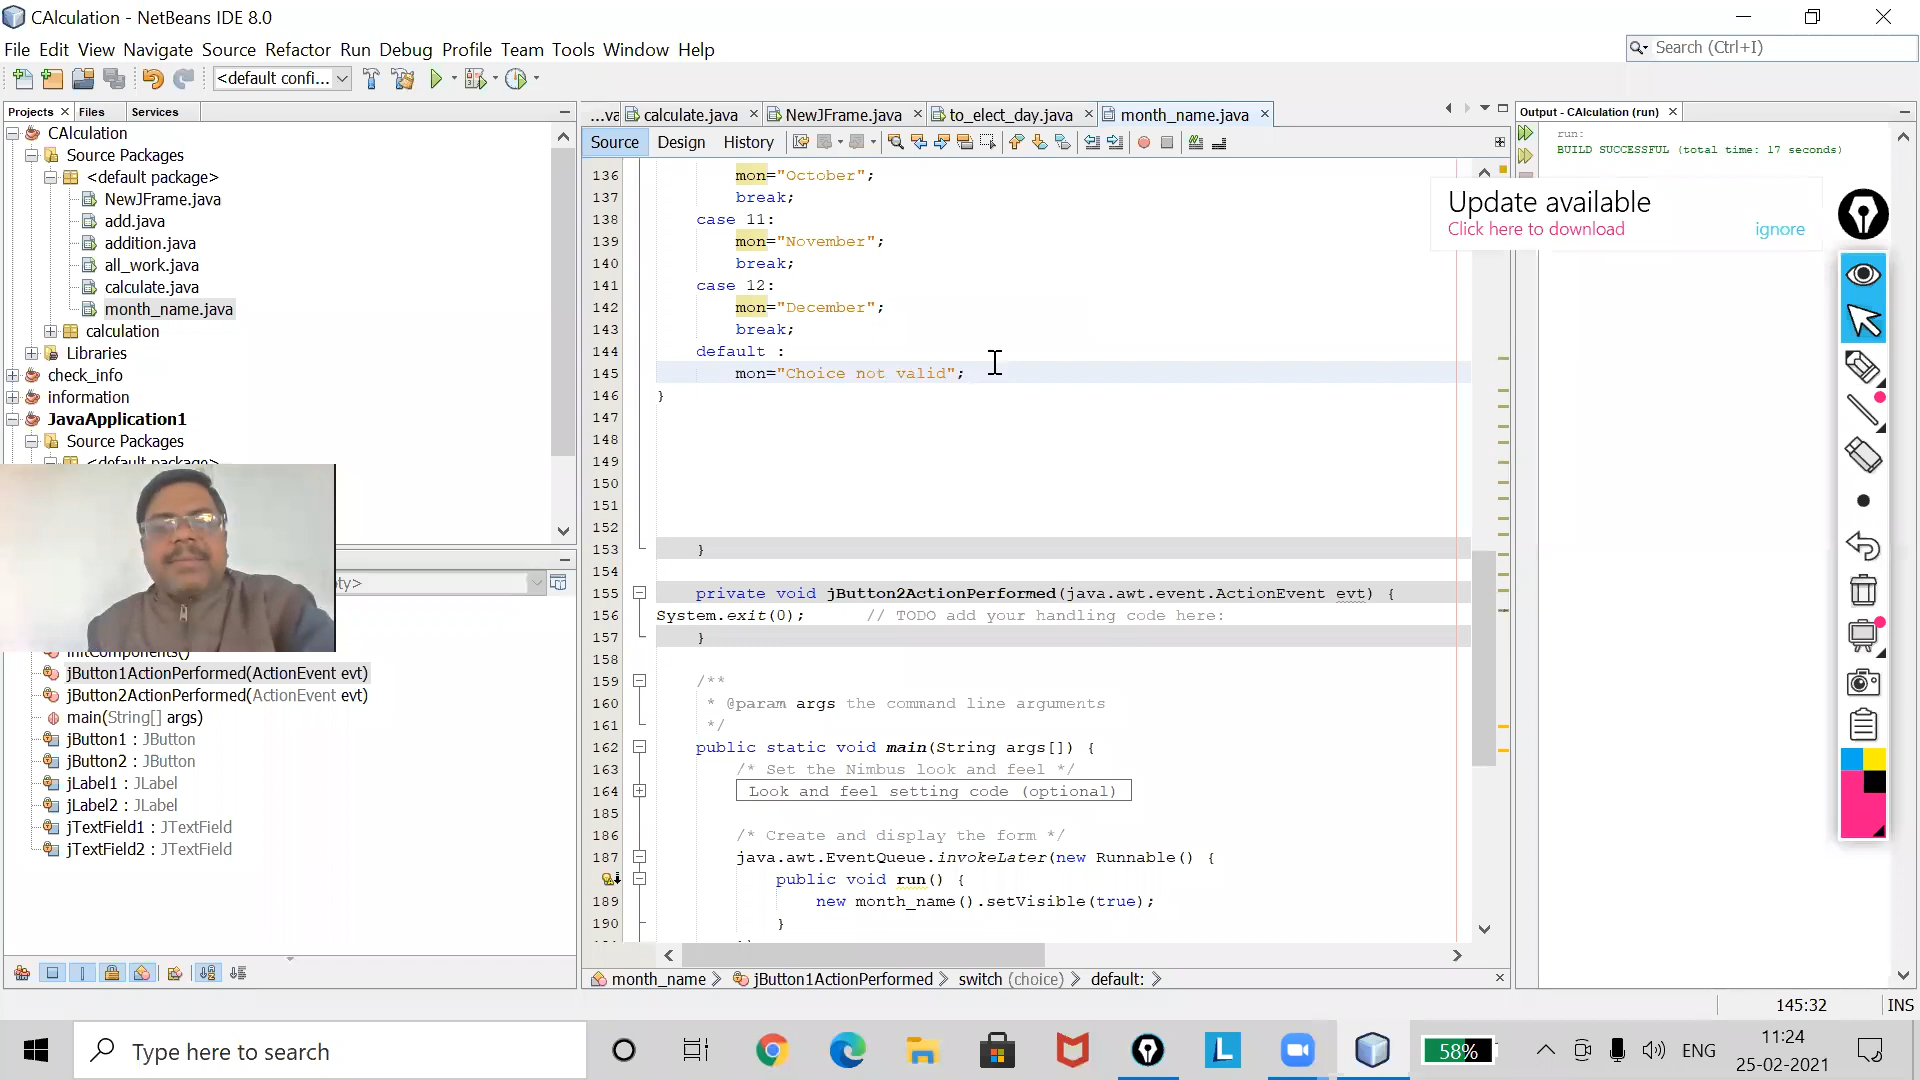 CAlculation - NetBeans IDE 8.0
File Edit View Navigate Source Refactor Run Debug Profile Team Tools Window Help
Search (Ctrl+I)
<default confi...
Projects Files Services
CAlculation
Source Packages
<default package>
NewJFrame.java
add.java
addition.java
all_work.java
calculate.java
month_name.java
calculation
Libraries
check_info
information
JavaApplication1
Source Packages
<default package>
jButton1ActionPerformed(ActionEvent evt)
jButton2ActionPerformed(ActionEvent evt)
main(String[] args)
jButton1 : JButton
jButton2 : JButton
jLabel1 : JLabel
jLabel2 : JLabel
jTextField1 : JTextField
jTextField2 : JTextField
...va calculate.java NewJFrame.java to_elect_day.java month_name.java
Source Design History
136 mon="October";
137 break;
138 case 11:
139 mon="November";
140 break;
141 case 12:
142 mon="December";
143 break;
144 default :
145 mon="Choice not valid";
146 }
147
148
149
150
151
152
153 }
154
155 private void jButton2ActionPerformed(java.awt.event.ActionEvent evt) {
156 System.exit(0); // TODO add your handling code here:
157 }
158
159 /**
160 * @param args the command line arguments
161 */
162 public static void main(String args[]) {
163 /* Set the Nimbus look and feel */
164 Look and feel setting code (optional)
185
186 /* Create and display the form */
187 java.awt.EventQueue.invokeLater(new Runnable() {
public void run() {
189 new month_name().setVisible(true);
190 }
month_name jButton1ActionPerformed switch (choice) default:
Output - CAlculation (run)
run:
BUILD SUCCESSFUL (total time: 17 seconds)
Update available
Click here to download ignore
145:32 INS
Type here to search
58%
ENG
11:24
25-02-2021